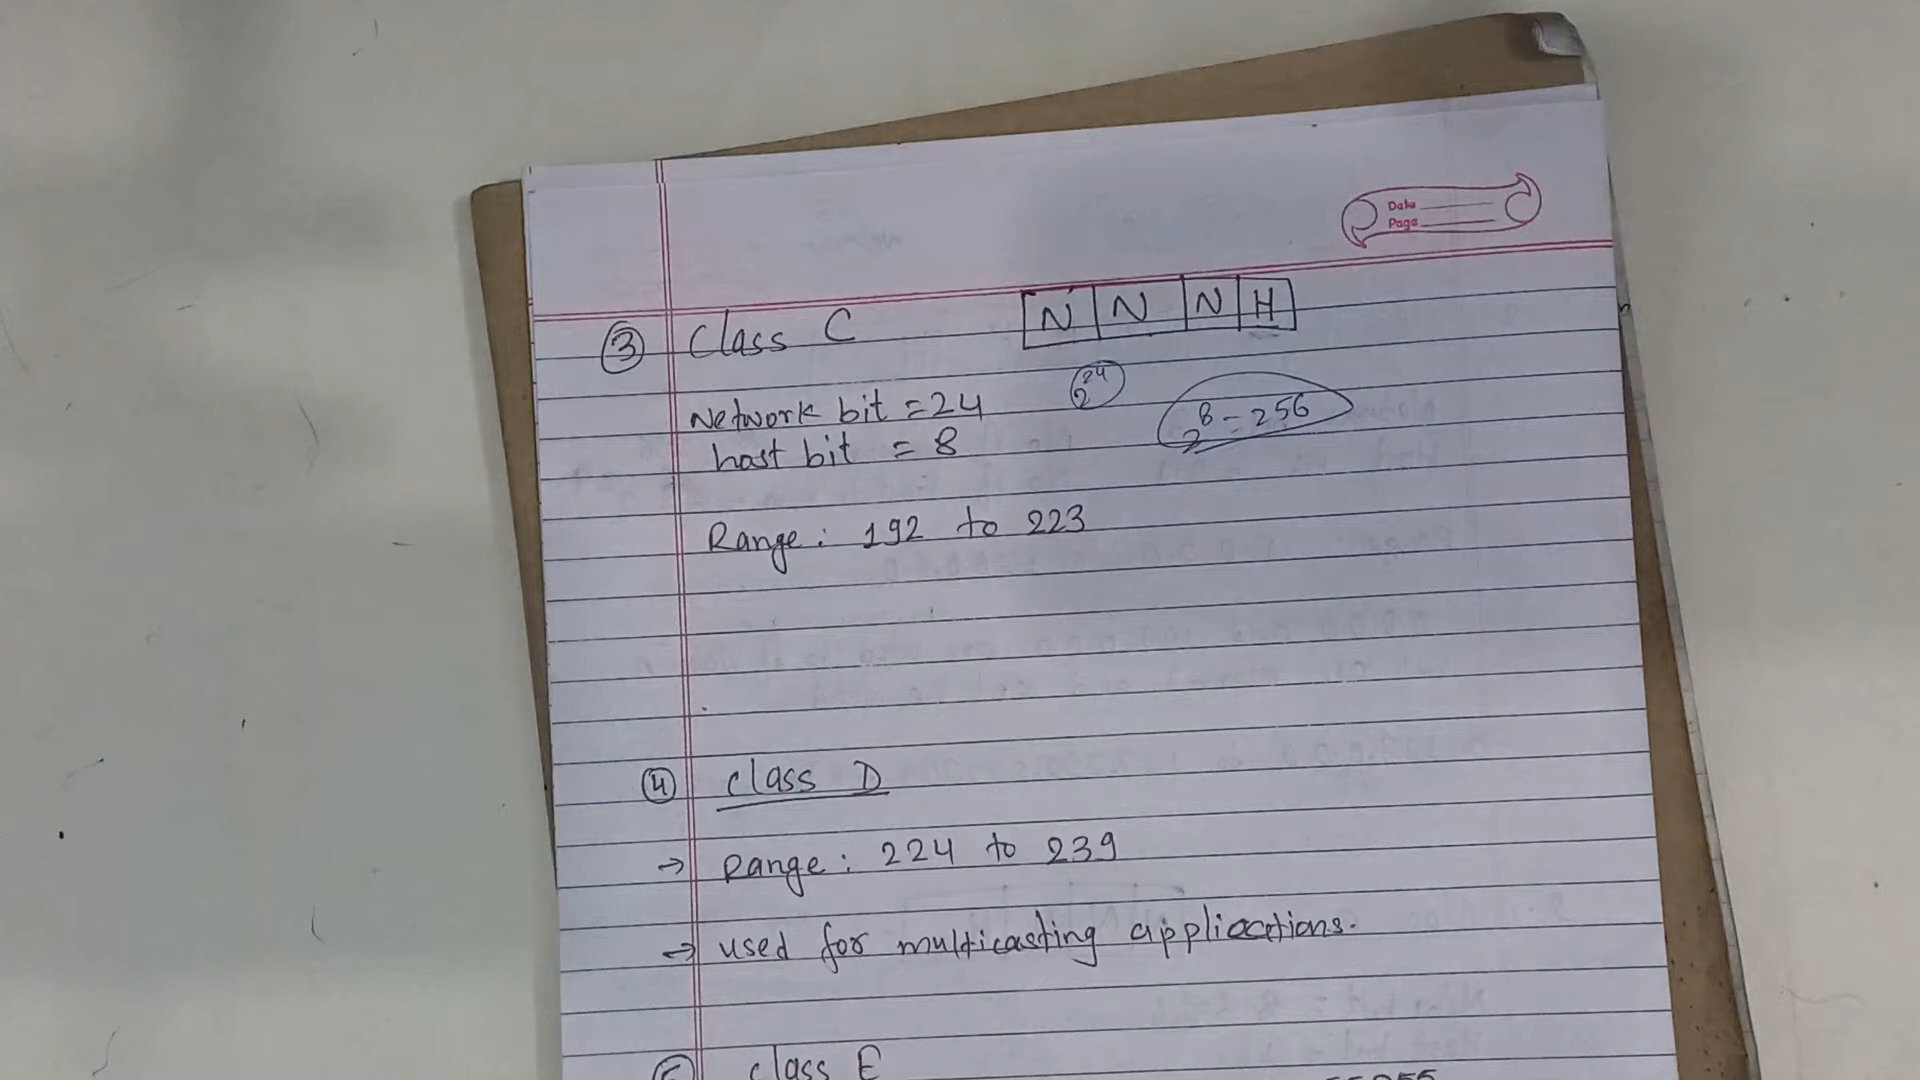 Date
Page
③ Class C N N N H
Network bit = 24 2^24 2^8 = 256
host bit = 8
Range: 192 to 223
④ class D
→ Range: 224 to 239
→ used for multicasting applications.
class E